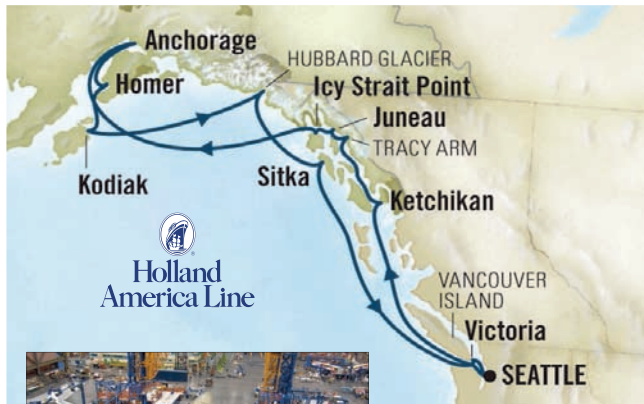 Anchorage
HUBBARD GLACIER
Homer
Icy Strait Point
Juneau
TRACY ARM
Kodiak
Sitka
Ketchikan
Holland
America Line
VANCOUVER
ISLAND
Victoria
SEATTLE